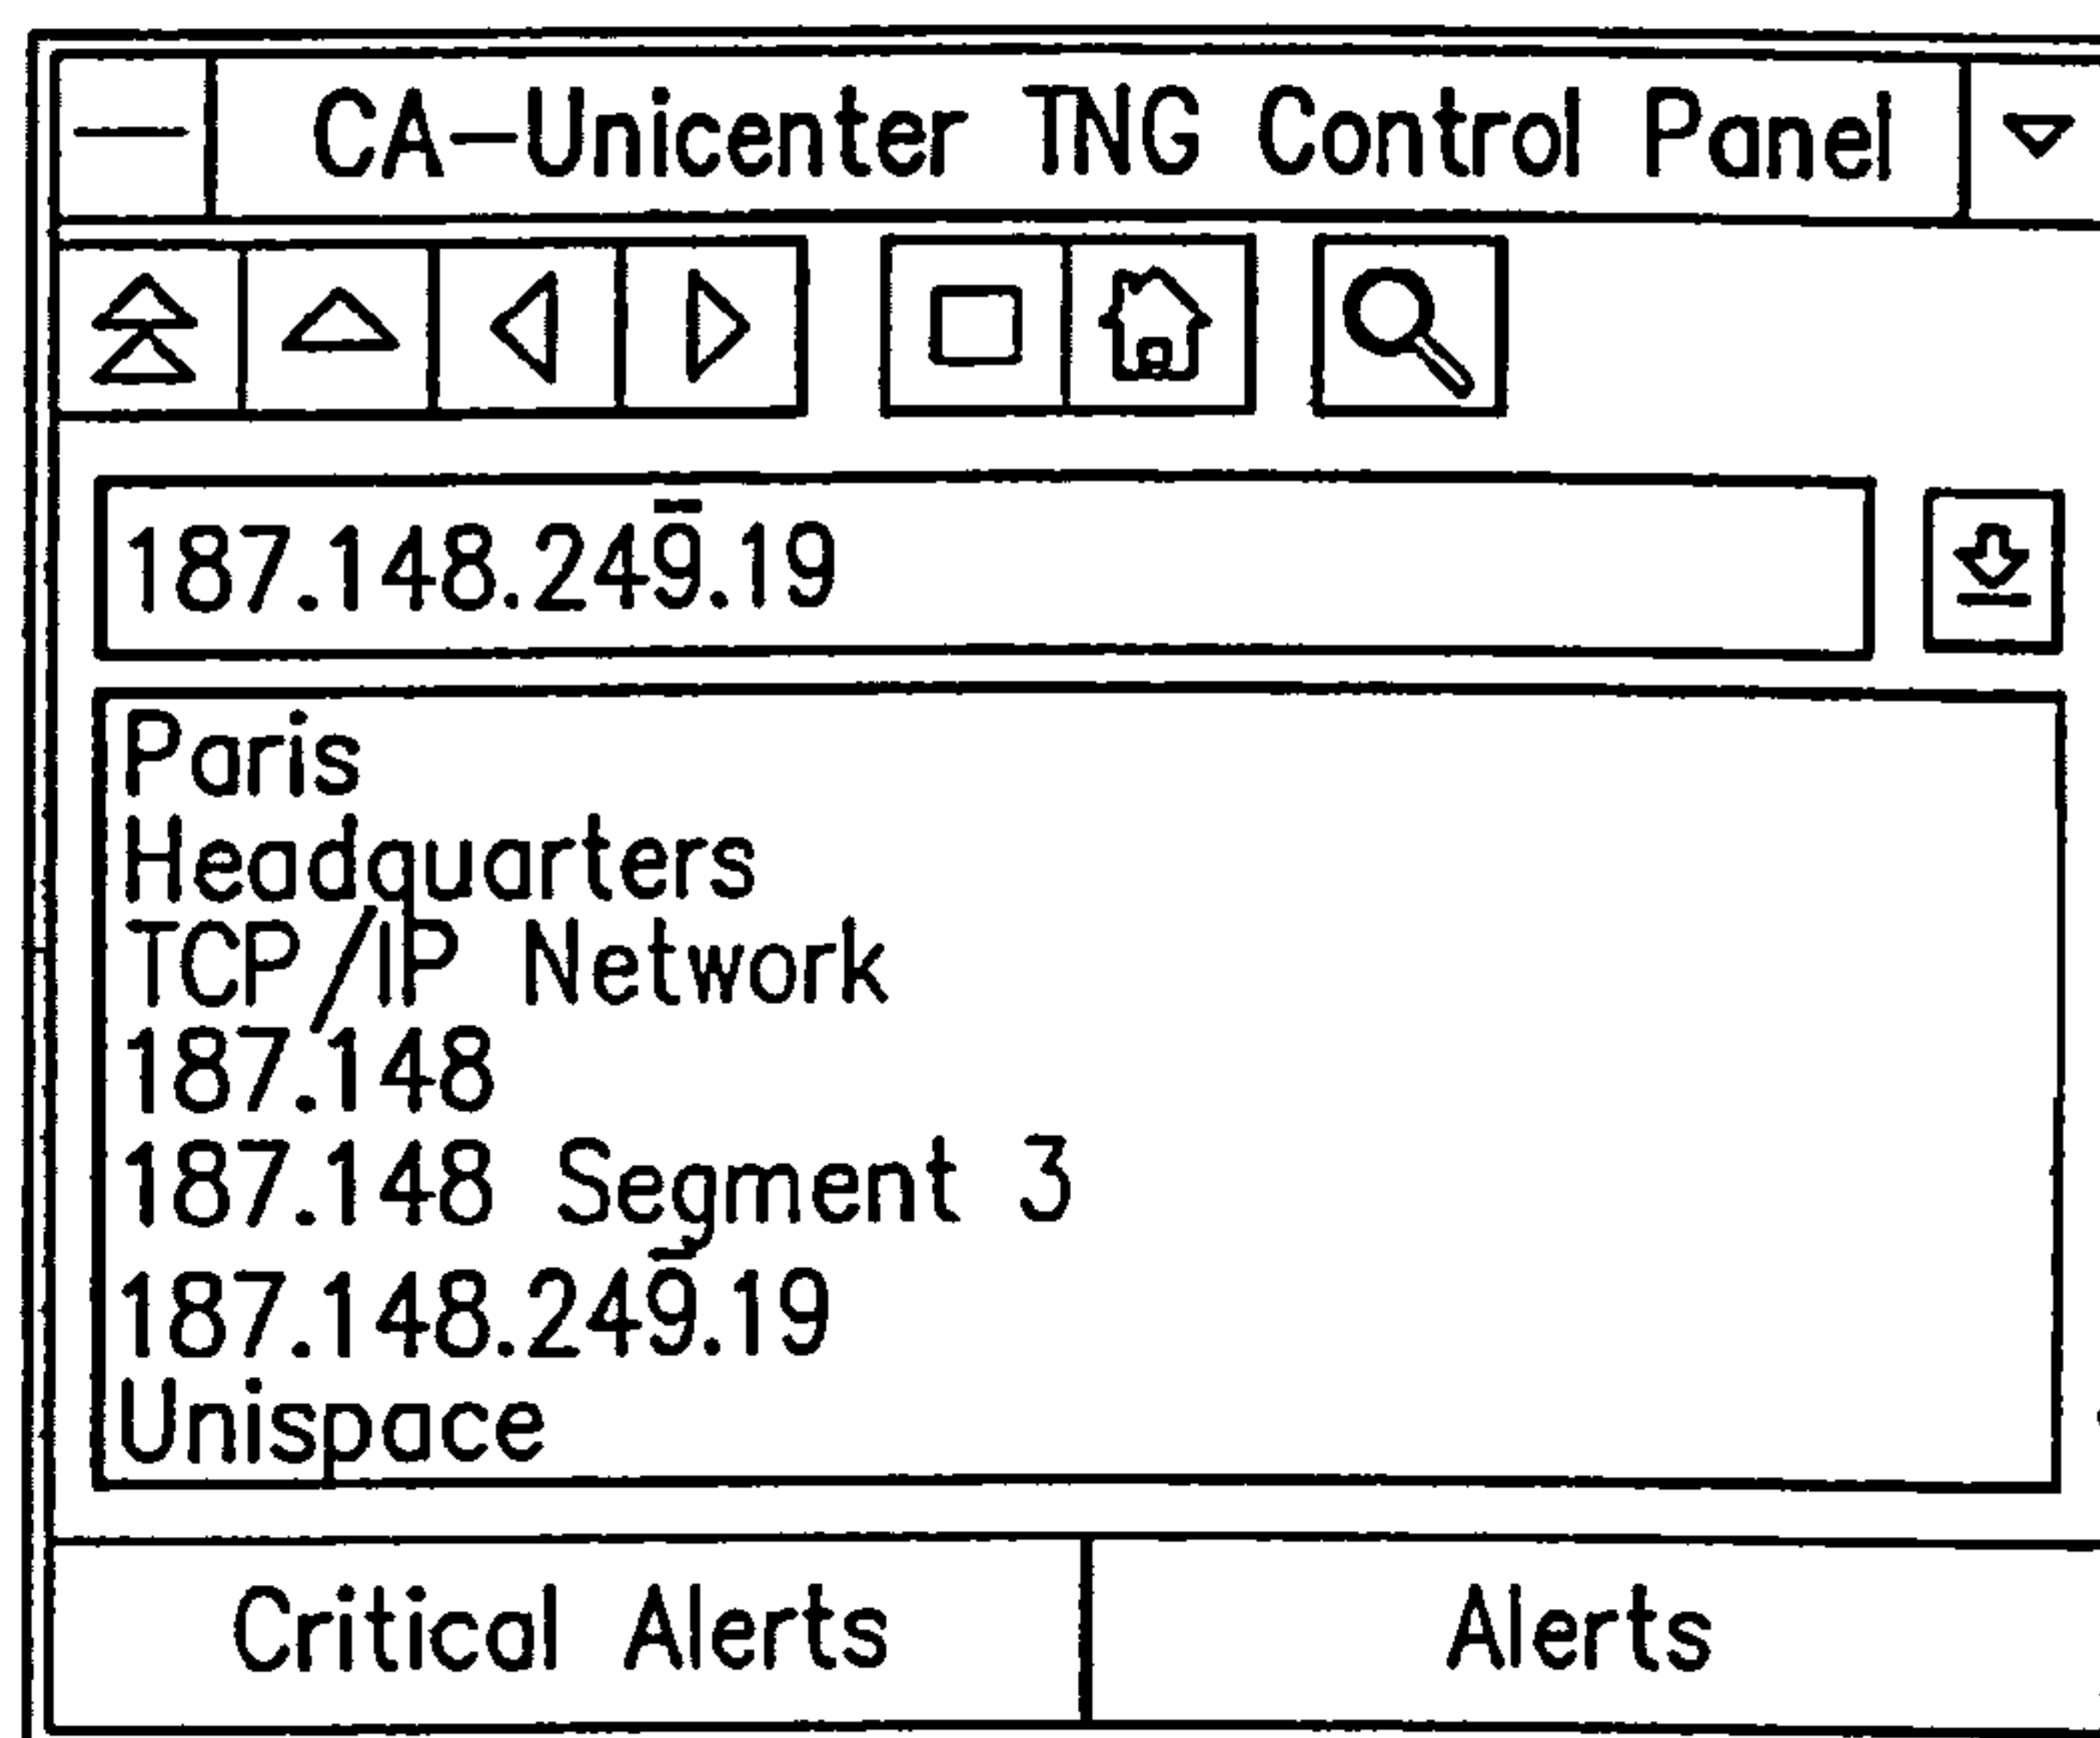 CA-Unicenter TNG Control Panel
187.148.249.19
Paris
Headquarters
TCP/IP Network
187.148
187.148 Segment 3
187.148.249.19
Unispace
Critical Alerts
Alerts